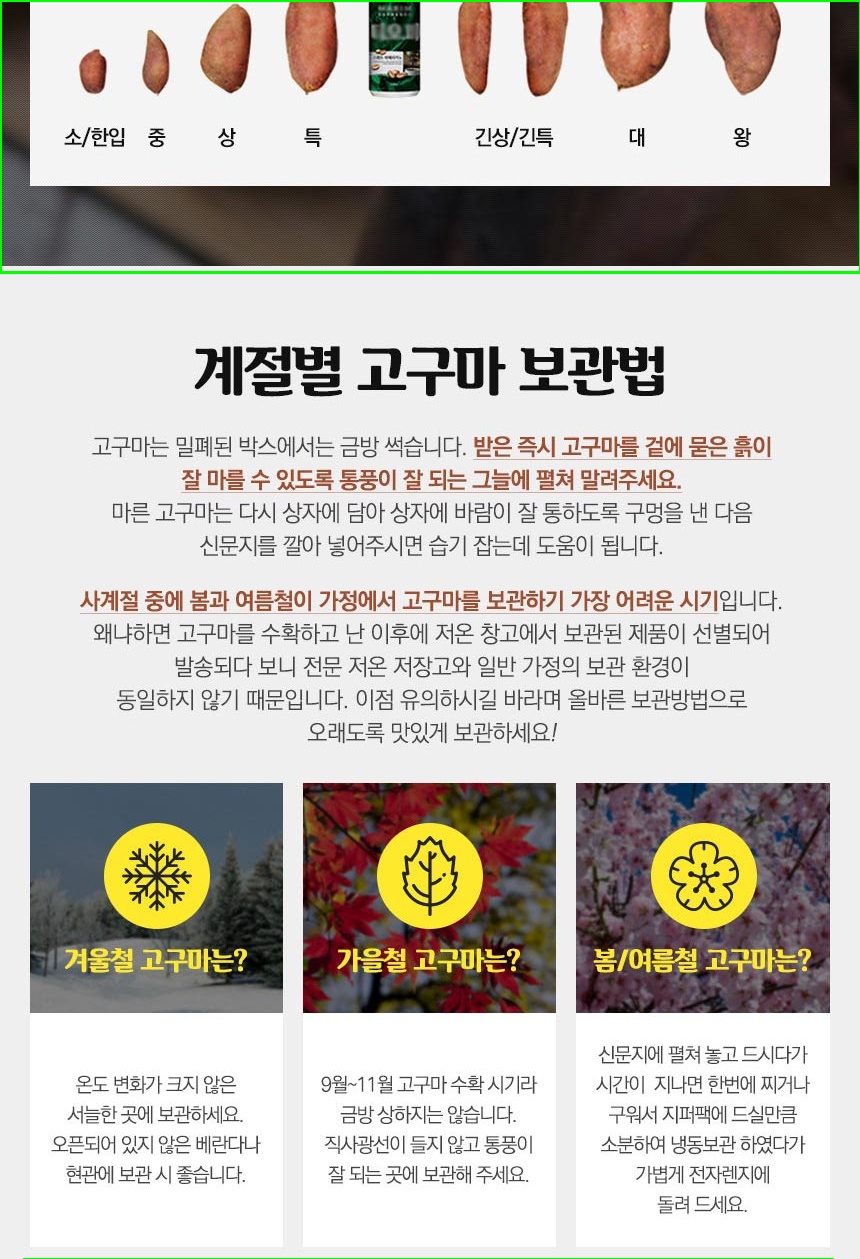 소/한입 중 상 특 긴상/긴특 대 왕
계절별 고구마 보관법
고구마는 밀폐된 박스에서는 금방 썩습니다. 받은 즉시 고구마를 겉에 묻은 흙이
잘 마를 수 있도록 통풍이 잘 되는 그늘에 펼쳐 말려주세요.
마른 고구마는 다시 상자에 담아 상자에 바람이 잘 통하도록 구멍을 낸 다음
신문지를 깔아 넣어주시면 습기 잡는데 도움이 됩니다.
사계절 중에 봄과 여름철이 가정에서 고구마를 보관하기 가장 어려운 시기입니다.
왜냐하면 고구마를 수확하고 난 이후에 저온 창고에서 보관된 제품이 선별되어
발송되다 보니 전문 저온 저장고와 일반 가정의 보관 환경이
동일하지 않기 때문입니다. 이점 유의하시길 바라며 올바른 보관방법으로
오래도록 맛있게 보관하세요!
겨울철 고구마는?
온도 변화가 크지 않은
서늘한 곳에 보관하세요.
오픈되어 있지 않은 베란다나
현관에 보관 시 좋습니다.
가을철 고구마는?
9월~11월 고구마 수확 시기라
금방 상하지는 않습니다.
직사광선이 들지 않고 통풍이
잘 되는 곳에 보관해 주세요.
봄/여름철 고구마는?
신문지에 펼쳐 놓고 드시다가
시간이 지나면 한번에 찌거나
구워서 지퍼팩에 드실만큼
소분하여 냉동보관 하였다가
가볍게 전자렌지에
돌려 드세요.